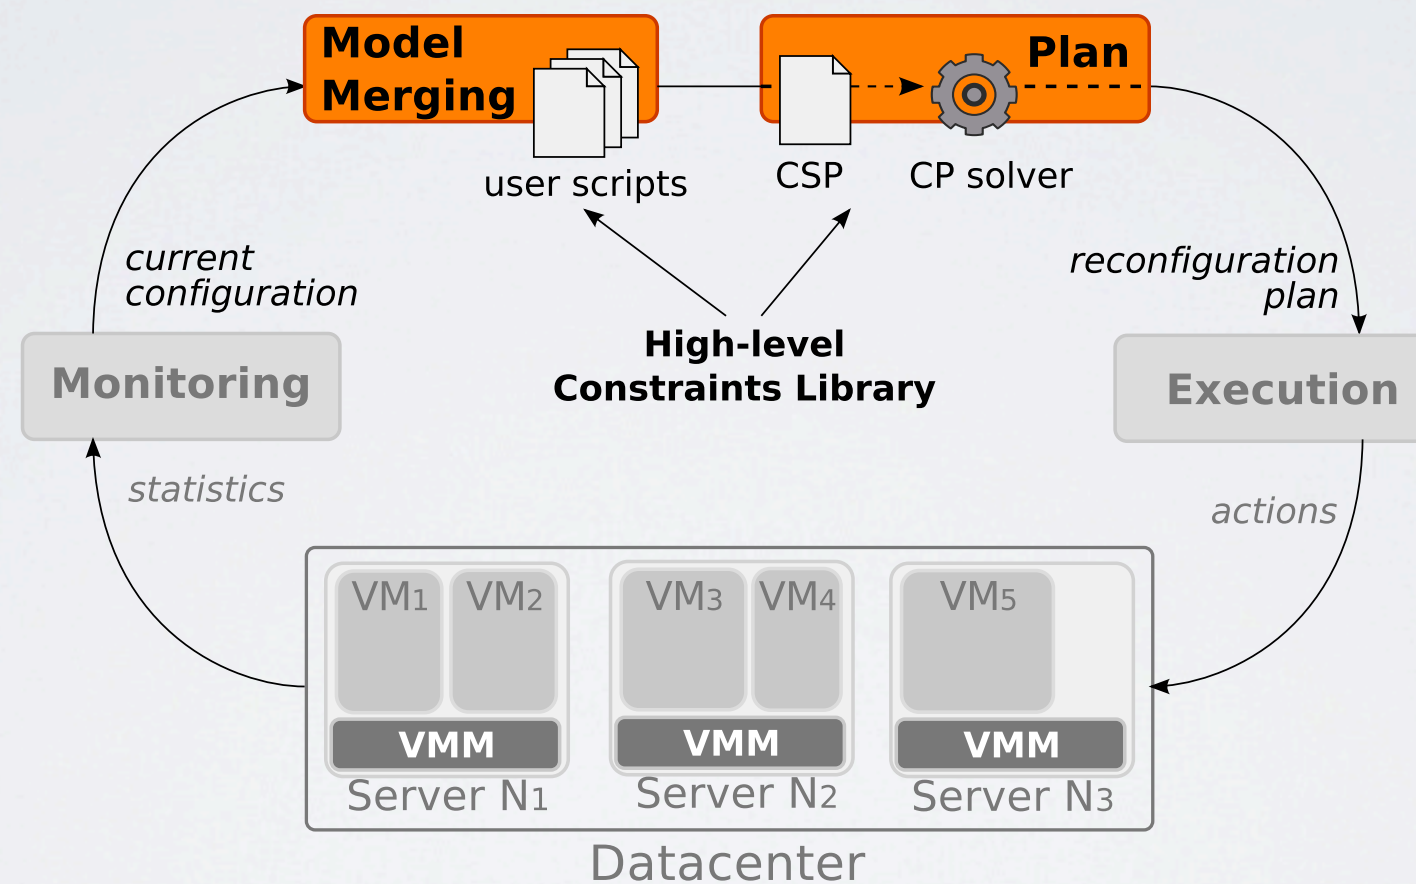 Model
Merging
Plan
user scripts
CSP
CP solver
current
configuration
reconfiguration
plan
High-level
Constraints Library
Monitoring
Execution
statistics
actions
VM1
VM2
VM3
VM4
VM5
VMM
VMM
VMM
Server N1
Server N2
Server N3
Datacenter